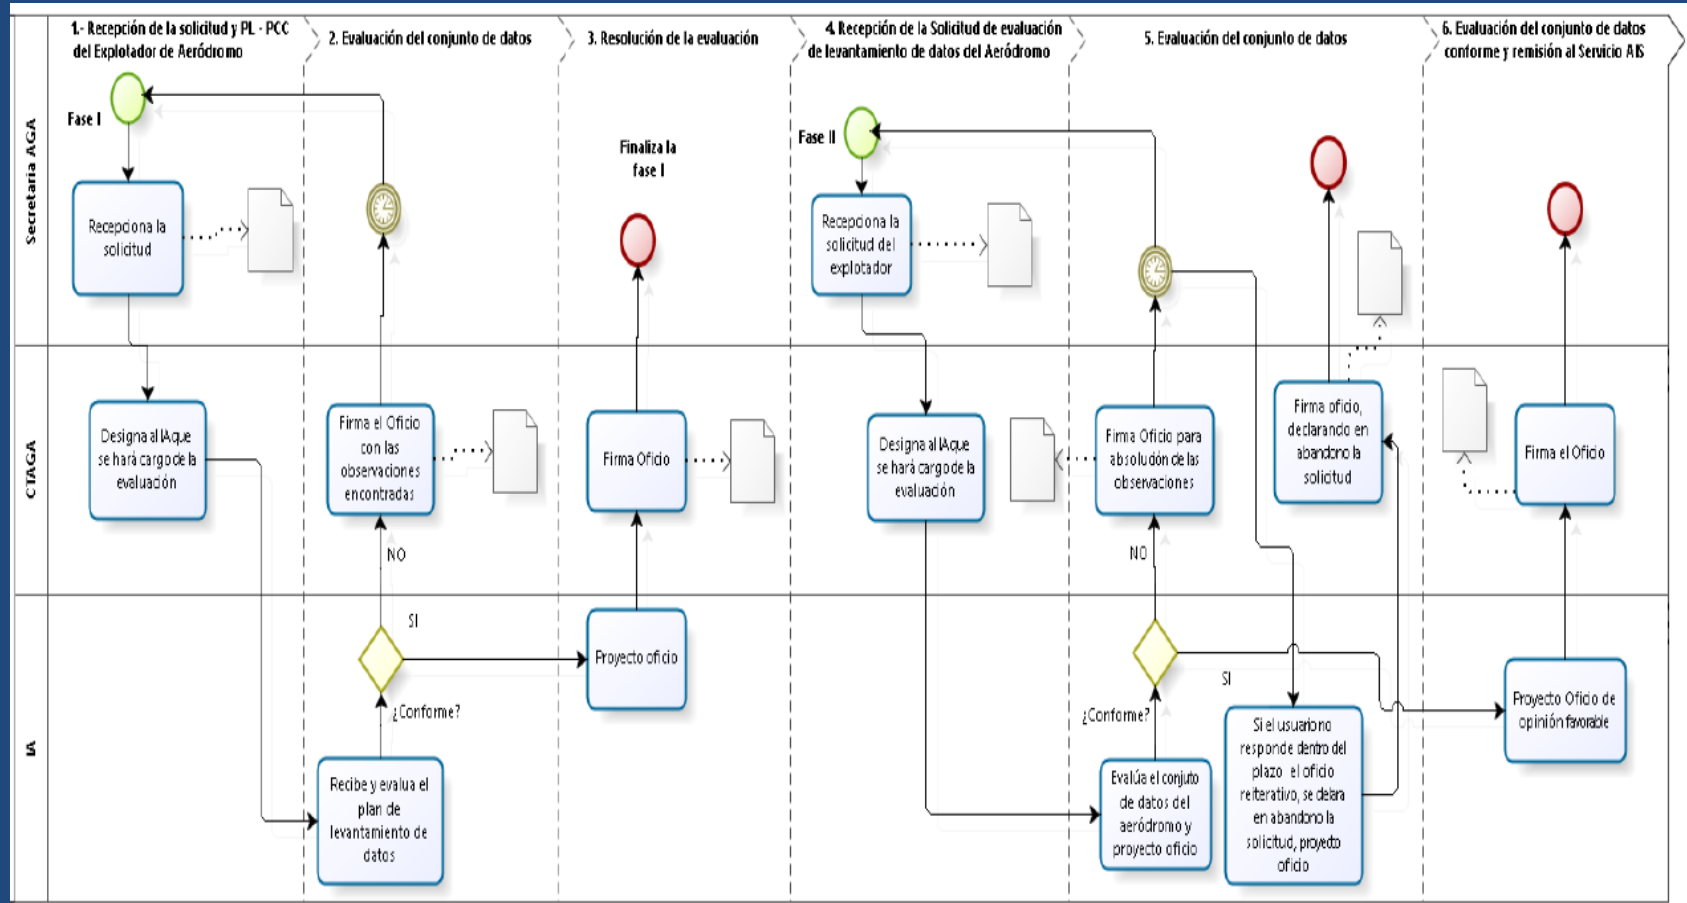 1.- Recepción de la solicitud y PL - PCC
del Explotador de Aeródromo
2. Evaluación del conjunto de datos
3. Resolución de la evaluación
4. Recepción de la Solicitud de evaluación
de levantamiento de datos del Aeródromo
5. Evaluación del conjunto de datos
6. Evaluación del conjunto de datos
conforme y remisión al Servicio AIS
Secretaria AGA
Fase I
Recepciona la
solicitud
Finaliza la
fase I
Fase II
Recepciona la
solicitud del
explotador
CTAGA
Designa al IAque
se hará cargo de la
evaluación
Firma el Oficio
con las
observaciones
encontradas
Firma Oficio
Designa al IAque
se hará cargo de la
evaluación
Firma Oficio para
absolución de las
observaciones
Firma oficio,
declarando en
abandono la
solicitud
Firma el Oficio
NO
NO
IA
SI
¿Conforme?
Proyecto oficio
Recibe y evalua el
plan de
levantamiento de
datos
SI
¿Conforme?
Evalúa el conjuto
de datos del
aeródromo y
proyecto oficio
Si el usuario no
responde dentro del
plazo el oficio
reiterativo, se delara
en abandono la
solicitud, proyecto
oficio
Proyecto Oficio de
opinión favorable